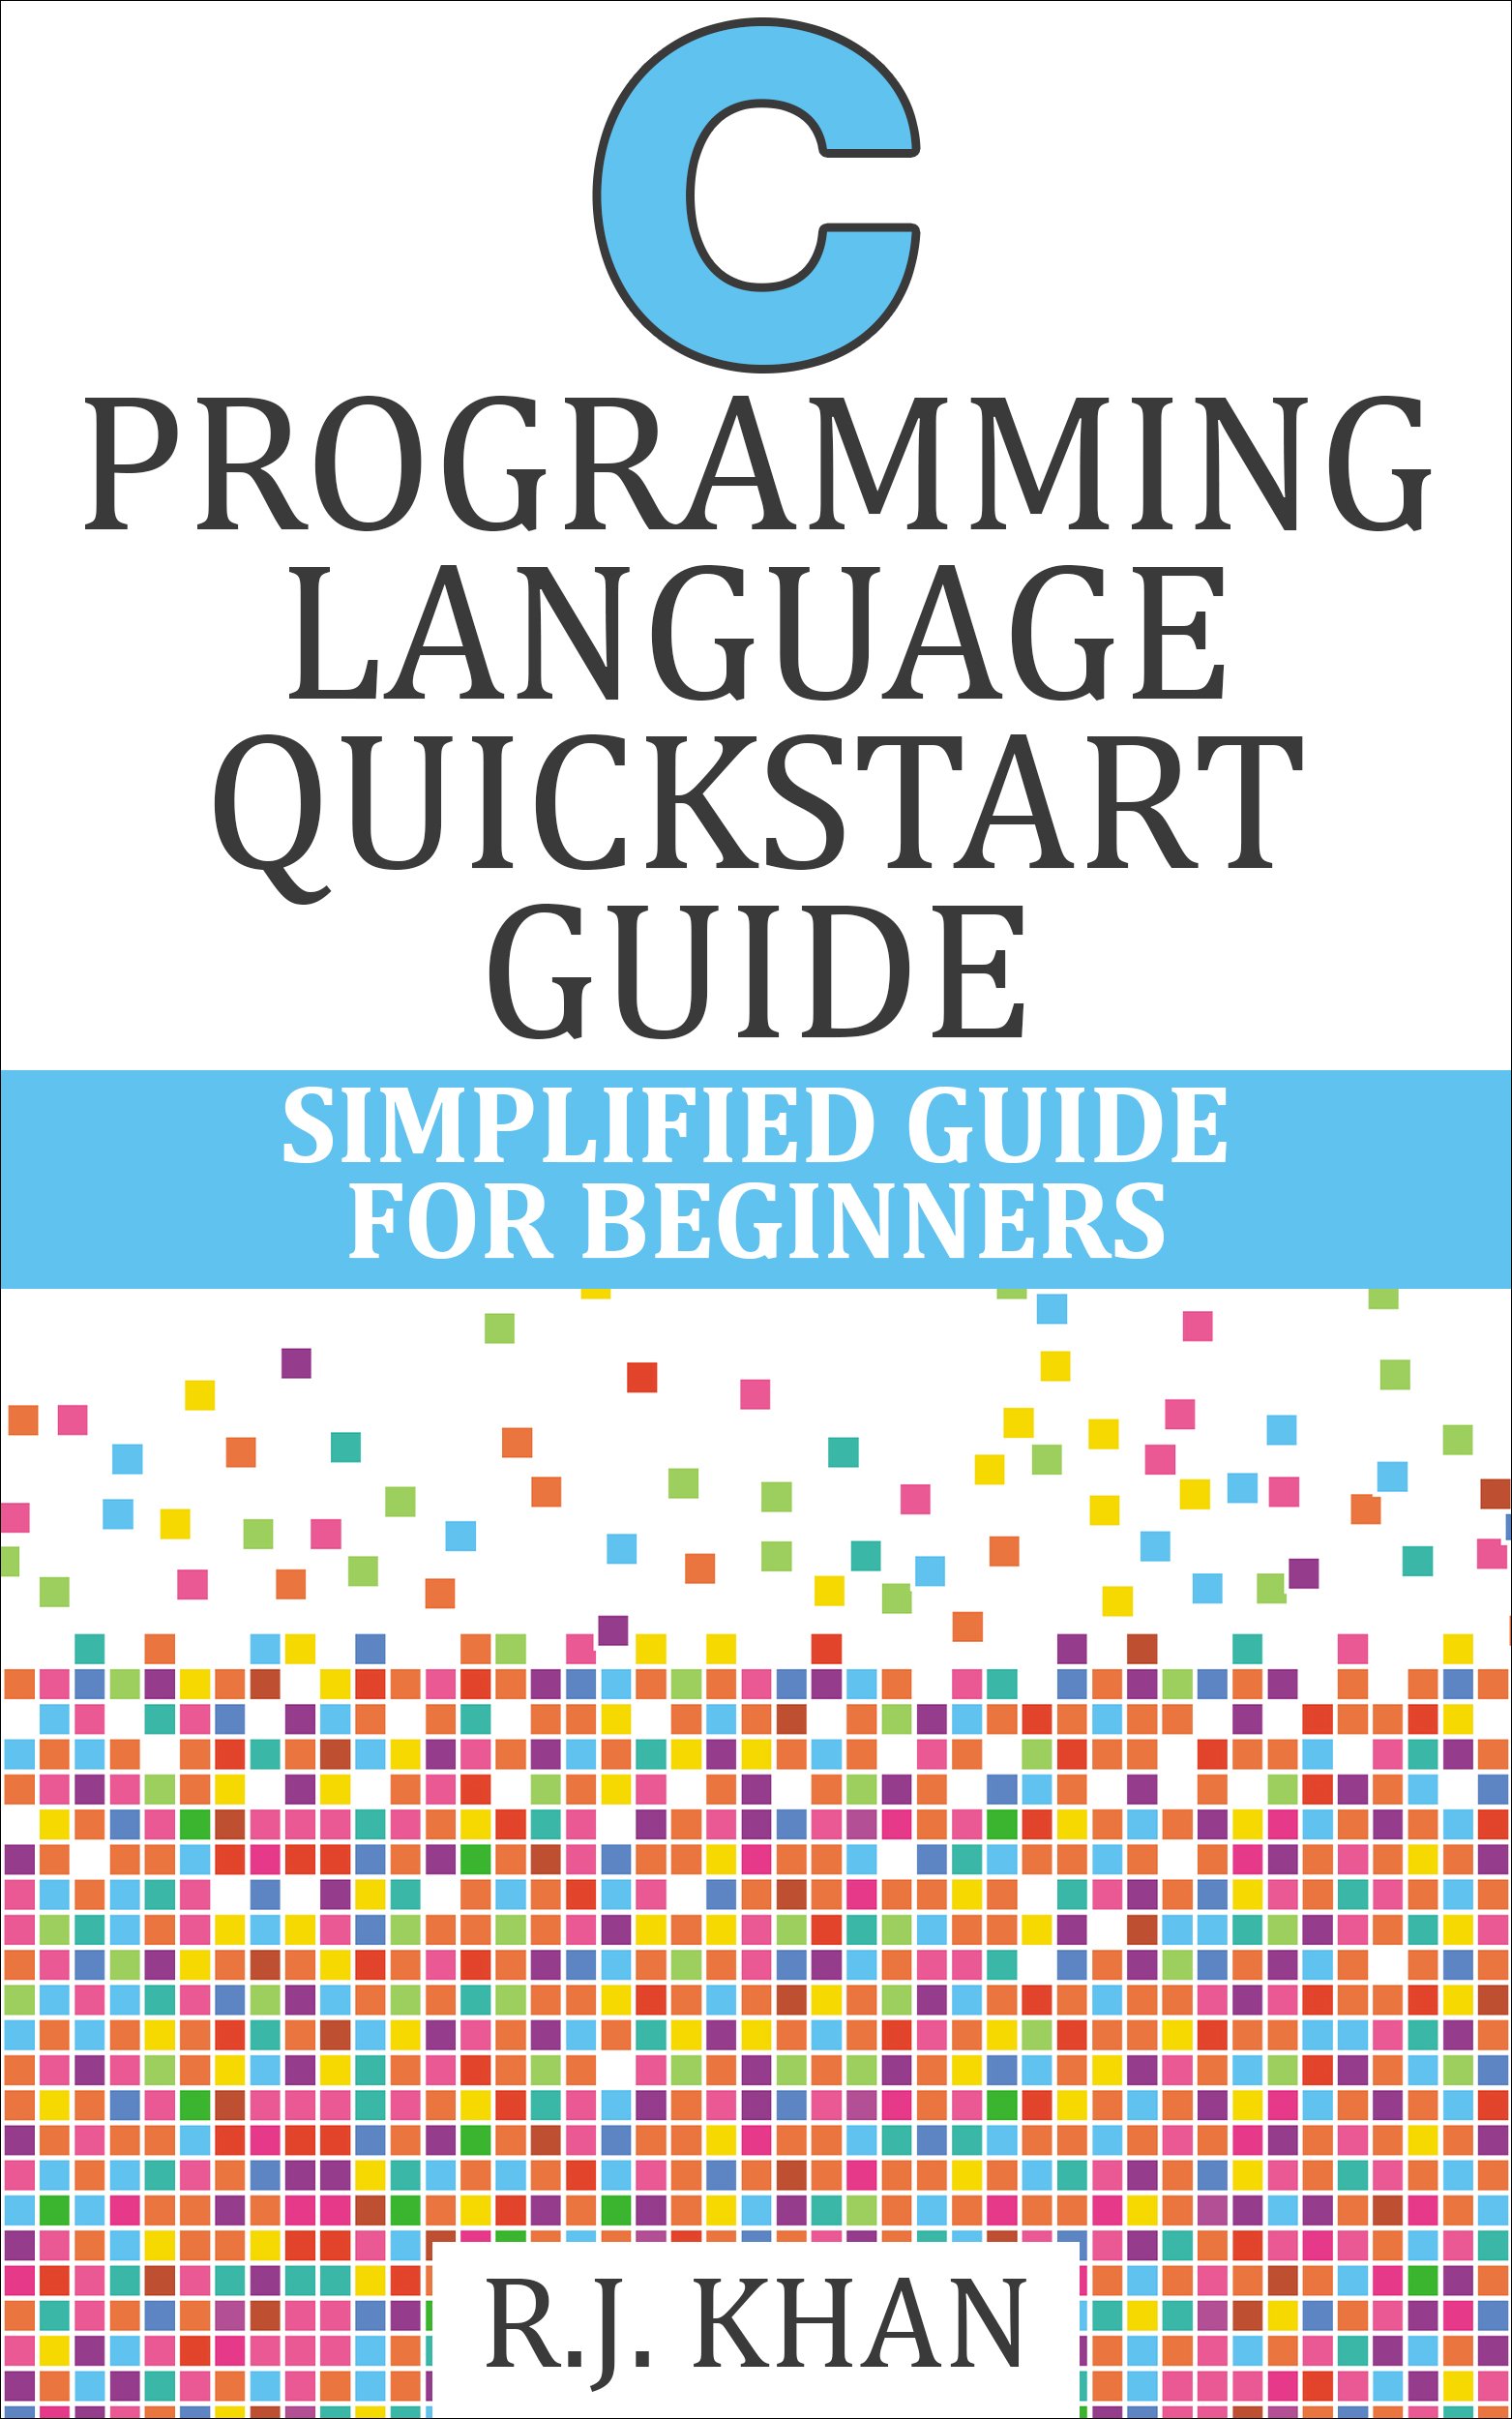 C
PROGRAMMING
LANGUAGE
QUICKSTART
GUIDE
SIMPLIFIED GUIDE
FOR BEGINNERS
R.J. KHAN